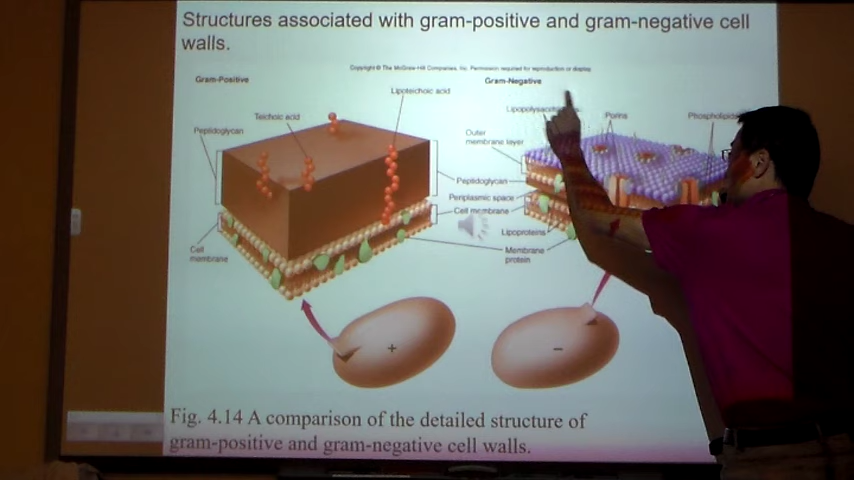 Structures associated with gram-positive and gram-negative cell
walls.
Copyright © The McGraw-Hill Companies, Inc. Permission required for reproduction or display.
Gram-Positive
Gram-Negative
Lipoteichoic acid
Teichoic acid
Peptidoglycan
Porins
Outer
membrane layer
Peptidoglycan
Periplasmic space
Cell membrane
Lipoproteins
Membrane
protein
Cell
membrane
+
−
Fig. 4.14 A comparison of the detailed structure of
gram-positive and gram-negative cell walls.